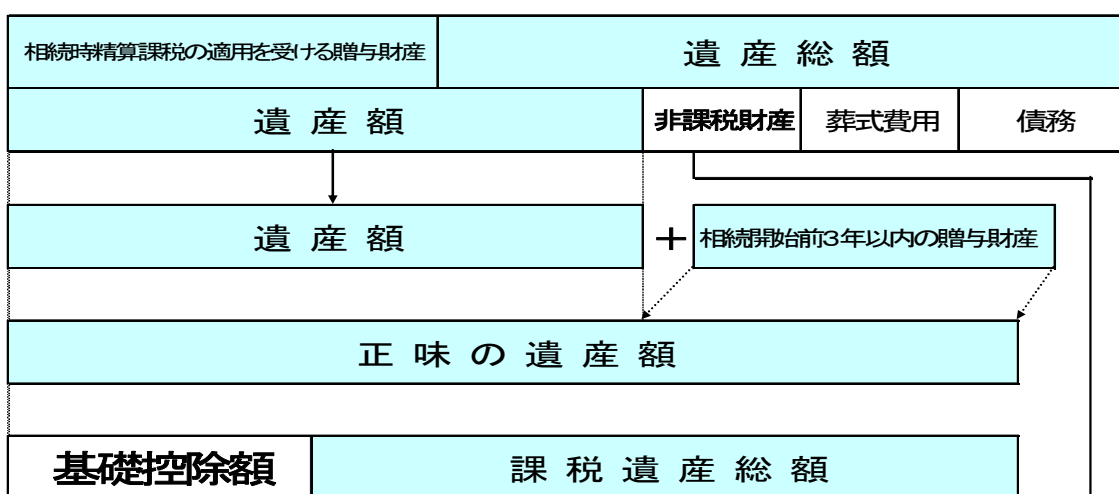 相続時精算課税の適用を受ける贈与財産 遺産総額
遺産額 非課税財産 葬式費用 債務
遺産額 + 相続開始前3年以内の贈与財産
正味の遺産額
基礎控除額 課税遺産総額